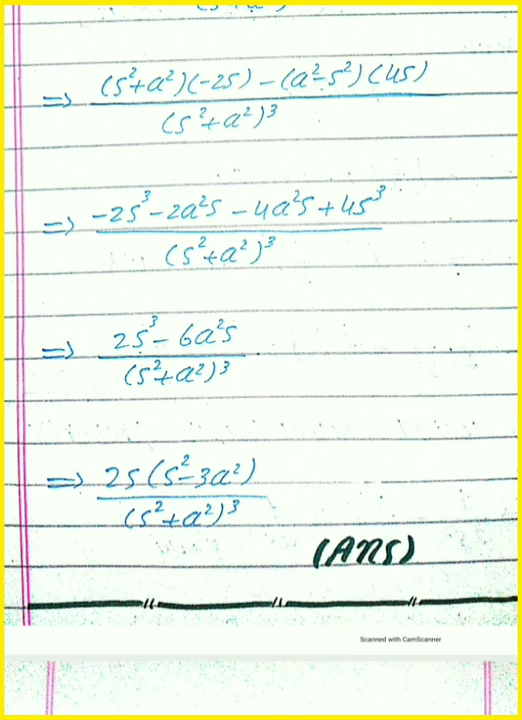 => (s²+a²)(-2s) - (a²-s²)(4s) / (s²+a²)³
=> -2s³-2a²s-4a²s+4s³ / (s²+a²)³
=> 2s³-6a²s / (s²+a²)³
=> 2s(s²-3a²) / (s²+a²)³
(Ans)
Scanned with CamScanner